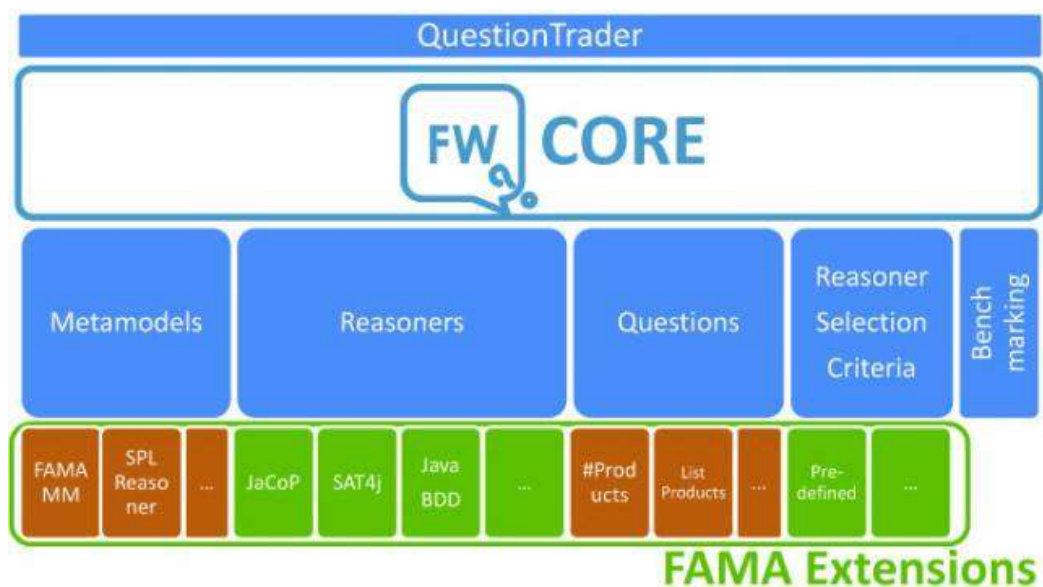 QuestionTrader
FW CORE
Metamodels
Reasoners
Questions
Reasoner
Selection
Criteria
Bench
marking
FAMA
MM
SPL
Reaso
ner
...
JaCoP
SAT4j
Java
BDD
...
#Prod
ucts
List
Products
...
Pre-
defined
...
FAMA Extensions